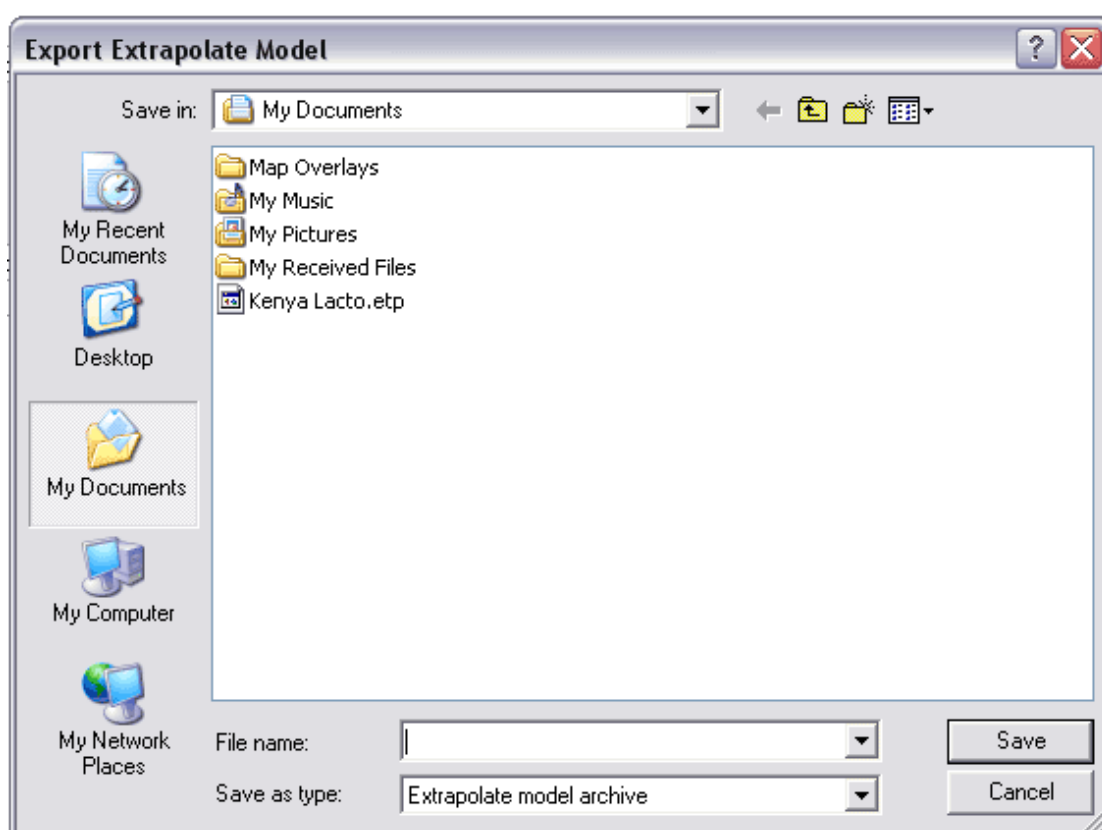 Export Extrapolate Model
?
Save in:
My Documents
Map Overlays
My Music
My Pictures
My Received Files
Kenya Lacto.etp
My Recent
Documents
Desktop
My Documents
My Computer
My Network
Places
File name:
Save
Save as type:
Extrapolate model archive
Cancel